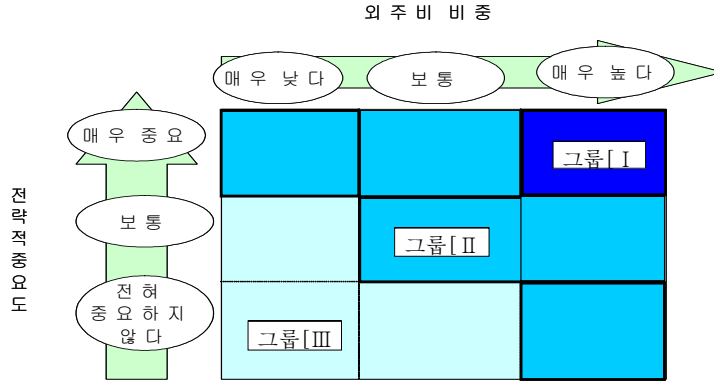 외 주 비 비 중
매 우 낮 다
보 통
매 우 높 다
매 우 중 요
그룹[ Ⅰ
전략적중요도
보 통
그룹[ Ⅱ
전 혀
중 요 하 지
않 다
그룹[ Ⅲ